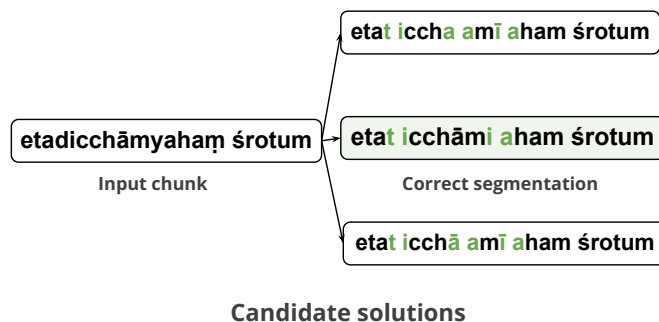 etat iccha amī aham śrotum
etadicchāmyahaṃ śrotum
etat icchāmi aham śrotum
Input chunk
Correct segmentation
etat icchā amī aham śrotum
Candidate solutions